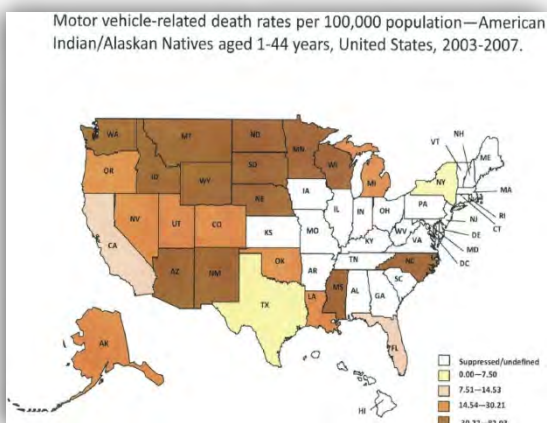 Motor vehicle-related death rates per 100,000 population—American
Indian/Alaskan Natives aged 1-44 years, United States, 2003-2007.
WA
MT
ND
MN
OR
ID
WY
SD
WI
MI
NY
VT
NH
ME
MA
RI
CT
NJ
DE
MD
DC
NE
IA
IL
IN
OH
PA
WV
VA
NV
UT
CO
KS
MO
KY
CA
AZ
NM
OK
AR
TN
NC
SC
TX
LA
MS
AL
GA
FL
AK
HI
Suppressed/undefined
0.00—7.50
7.51—14.53
14.54—30.21